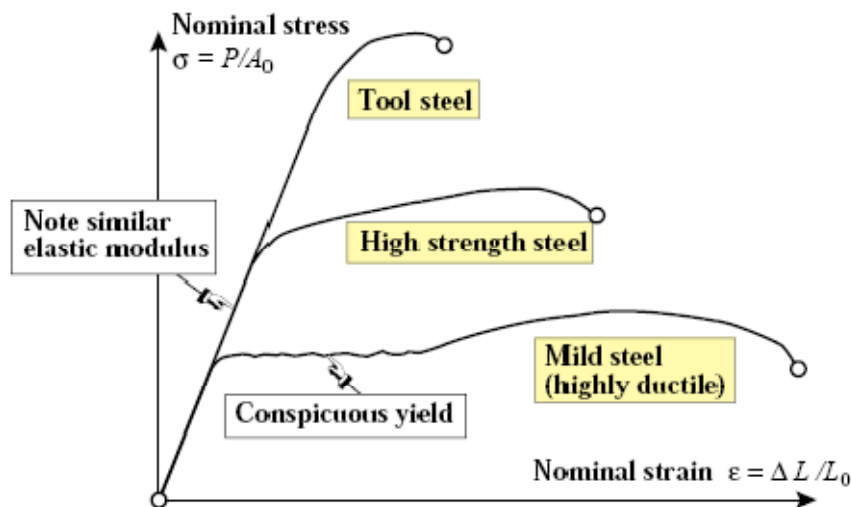 Nominal stress
σ = P/A₀
Tool steel
Note similar
elastic modulus
High strength steel
Mild steel
(highly ductile)
Conspicuous yield
Nominal strain ε = Δ L /L₀